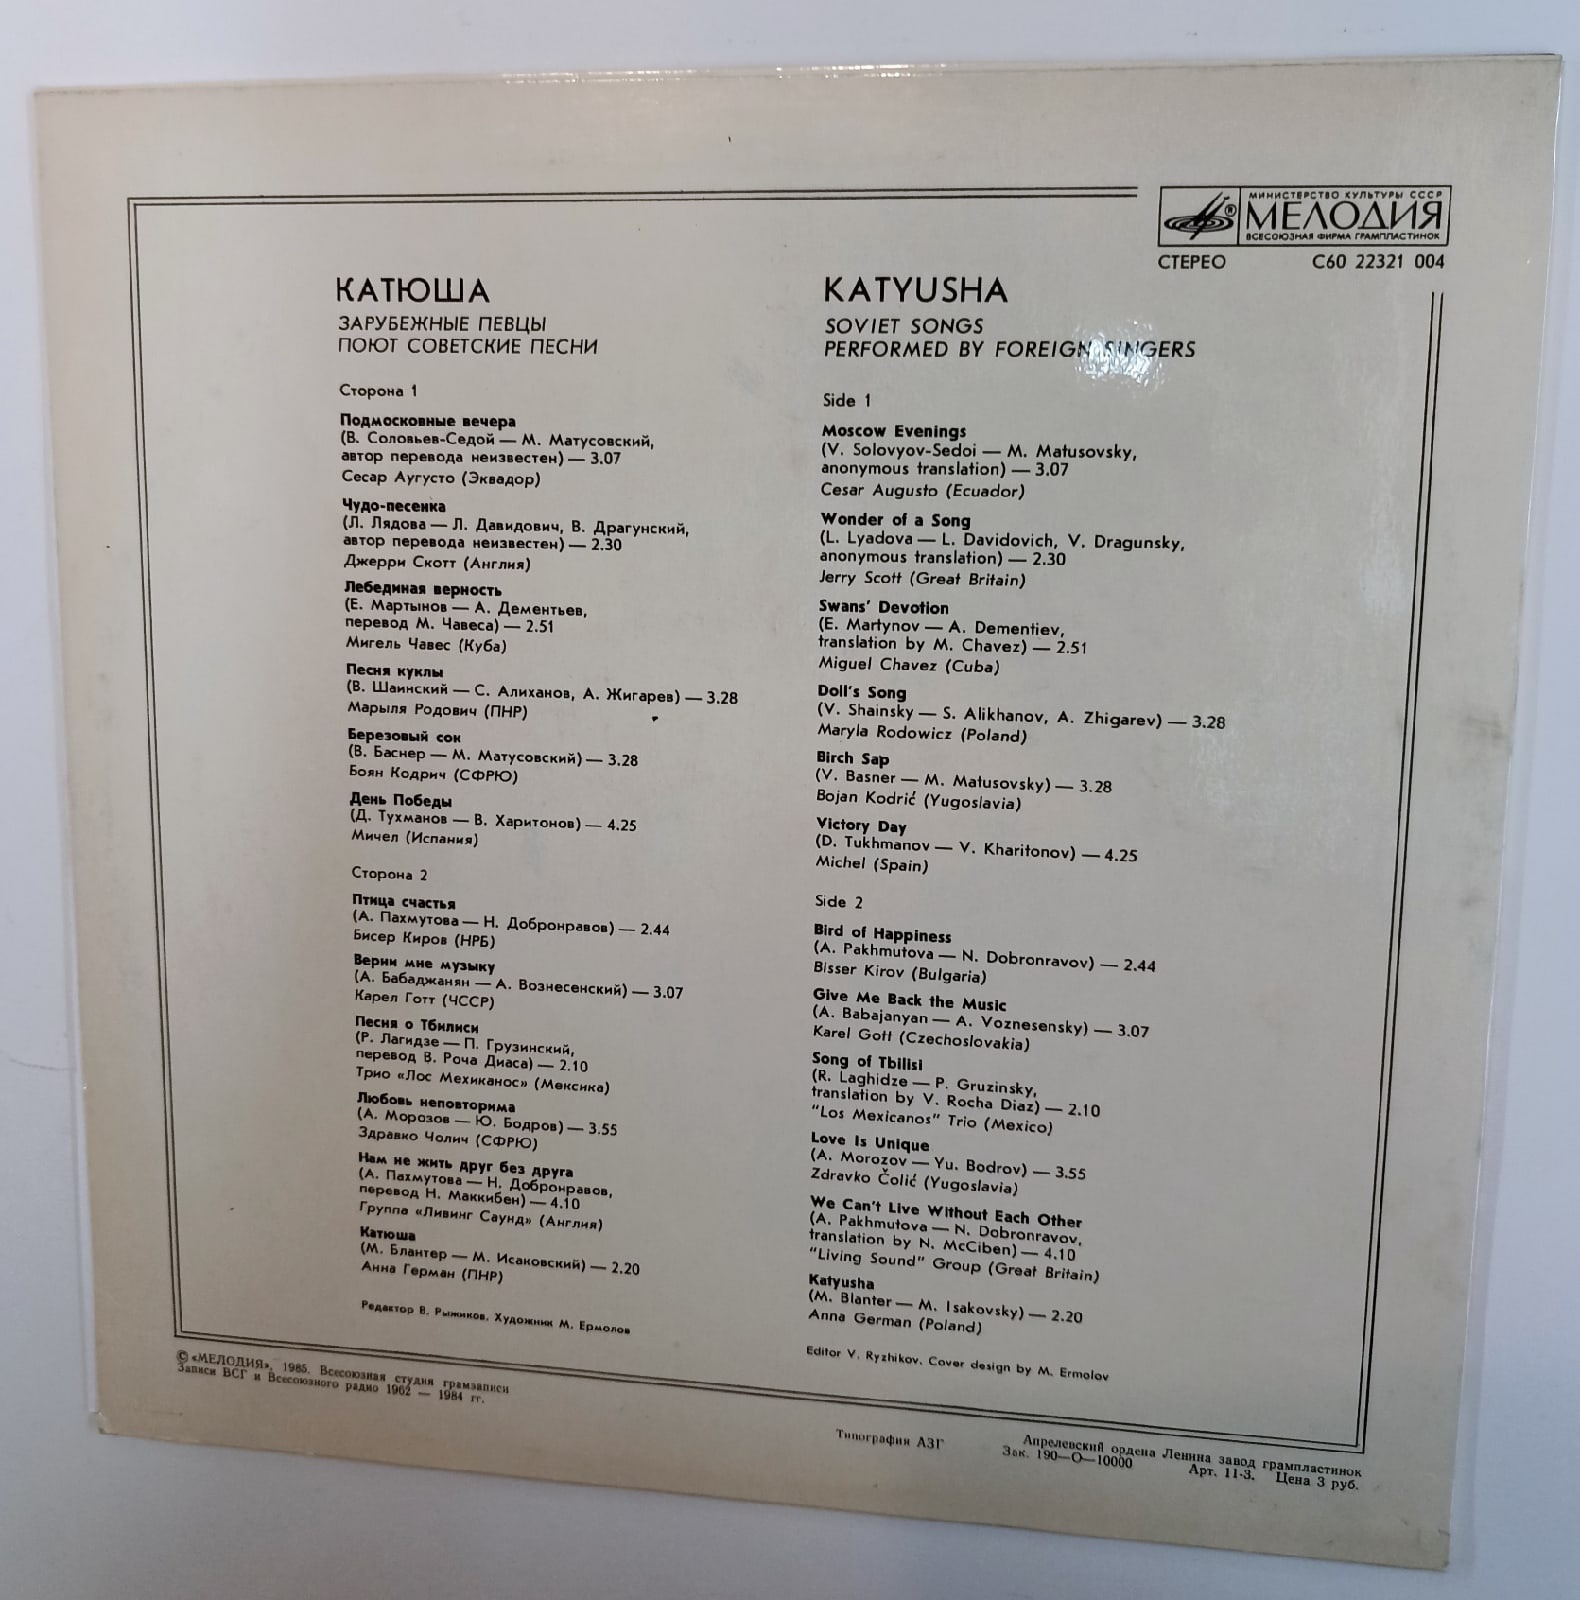 МИНИСТЕРСТВО КУЛЬТУРЫ СССР
МЕЛОДИЯ
ВСЕСОЮЗНАЯ ФИРМА ГРАМПЛАСТИНОК
СТЕРЕО С60 22321 004
КАТЮША
ЗАРУБЕЖНЫЕ ПЕВЦЫ
ПОЮТ СОВЕТСКИЕ ПЕСНИ
Сторона 1
Подмосковные вечера
(В. Соловьев-Седой — М. Матусовский,
автор перевода неизвестен) — 3.07
Сесар Аугусто (Эквадор)
Чудо-песенка
(Л. Лядова — Л. Давидович, В. Драгунский,
автор перевода неизвестен) — 2.30
Джерри Скотт (Англия)
Лебединая верность
(Е. Мартынов — А. Дементьев,
перевод М. Чавеса) — 2.51
Мигель Чавес (Куба)
Песня куклы
(В. Шаинский — С. Алиханов, А. Жигарев) — 3.28
Марыля Родович (ПНР)
Березовый сок
(В. Баснер — М. Матусовский) — 3.28
Боян Кодрич (СФРЮ)
День Победы
(Д. Тухманов — В. Харитонов) — 4.25
Мичел (Испания)
Сторона 2
Птица счастья
(А. Пахмутова — Н. Добронравов) — 2.44
Бисер Киров (НРБ)
Верни мне музыку
(А. Бабаджанян — А. Вознесенский) — 3.07
Карел Готт (ЧССР)
Песня о Тбилиси
(Р. Лагидзе — П. Грузинский,
перевод В. Роча Диаса) — 2.10
Трио «Лос Мехиканос» (Мексика)
Любовь неповторима
(А. Морозов — Ю. Бодров) — 3.55
Здравко Чолич (СФРЮ)
Нам не жить друг без друга
(А. Пахмутова — Н. Добронравов,
перевод Н. Маккибен) — 4.10
Группа «Ливинг Саунд» (Англия)
Катюша
(М. Блантер — М. Исаковский) — 2.20
Анна Герман (ПНР)
Редактор В. Рыжиков. Художник М. Ермолов
KATYUSHA
SOVIET SONGS
PERFORMED BY FOREIGN SINGERS
Side 1
Moscow Evenings
(V. Solovyov-Sedoi — M. Matusovsky,
anonymous translation) — 3.07
Cesar Augusto (Ecuador)
Wonder of a Song
(L. Lyadova — L. Davidovich, V. Dragunsky,
anonymous translation) — 2.30
Jerry Scott (Great Britain)
Swans' Devotion
(E. Martynov — A. Dementiev,
translation by M. Chavez) — 2.51
Miguel Chavez (Cuba)
Doll's Song
(V. Shainsky — S. Alikhanov, A. Zhigarev) — 3.28
Maryla Rodowicz (Poland)
Birch Sap
(V. Basner — M. Matusovsky) — 3.28
Bojan Kodrić (Yugoslavia)
Victory Day
(D. Tukhmanov — V. Kharitonov) — 4.25
Michel (Spain)
Side 2
Bird of Happiness
(A. Pakhmutova — N. Dobronravov) — 2.44
Bisser Kirov (Bulgaria)
Give Me Back the Music
(A. Babajanyan — A. Voznesensky) — 3.07
Karel Gott (Czechoslovakia)
Song of Tbilisi
(R. Laghidze — P. Gruzinsky,
translation by V. Rocha Diaz) — 2.10
"Los Mexicanos" Trio (Mexico)
Love Is Unique
(A. Morozov — Yu. Bodrov) — 3.55
Zdravko Čolić (Yugoslavia)
We Can't Live Without Each Other
(A. Pakhmutova — N. Dobronravov,
translation by N. McCiben) — 4.10
"Living Sound" Group (Great Britain)
Katyusha
(M. Blanter — M. Isakovsky) — 2.20
Anna German (Poland)
Editor V. Ryzhikov. Cover design by M. Ermolov
© «МЕЛОДИЯ», 1985. Всесоюзная студия грамзаписи
Записи ВСГ и Всесоюзного радио 1962 — 1984 гг.
Типография АЗГ Апрелевский ордена Ленина завод грампластинок
Зак. 190—О—10000 Арт. 11-3. Цена 3 руб.